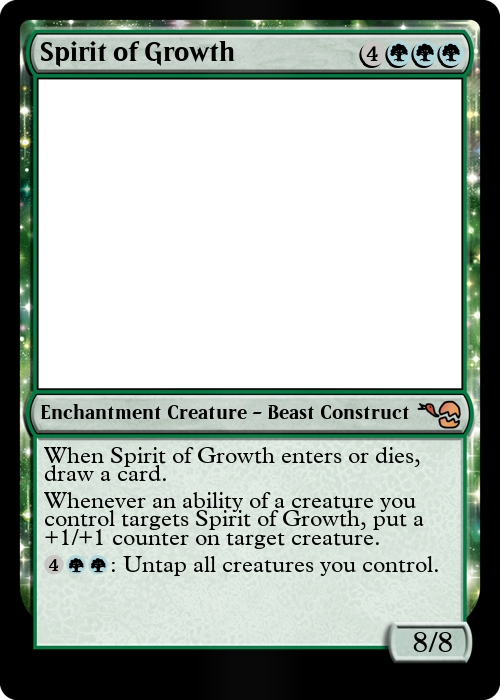 Spirit of Growth 4
Enchantment Creature – Beast Construct
When Spirit of Growth enters or dies,
draw a card.
Whenever an ability of a creature you
control targets Spirit of Growth, put a
+1/+1 counter on target creature.
4 : Untap all creatures you control.
8/8